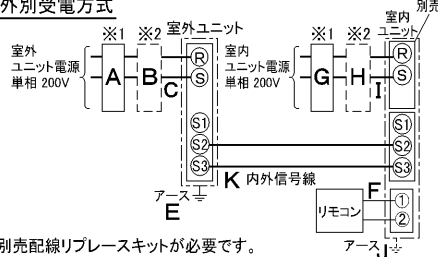 外別受電方式
別売
※1
※2
室外ユニット
※1
※2
室内
ユニット
室外
ユニット電源
単相 200V
A
B
C
R
S
室内
ユニット電源
単相 200V
G
H
I
R
S
S1
S2
S3
S1
S2
S3
K 内外信号線
アース
E
F
リモコン
①
②
アース
J
別売配線リプレースキットが必要です。